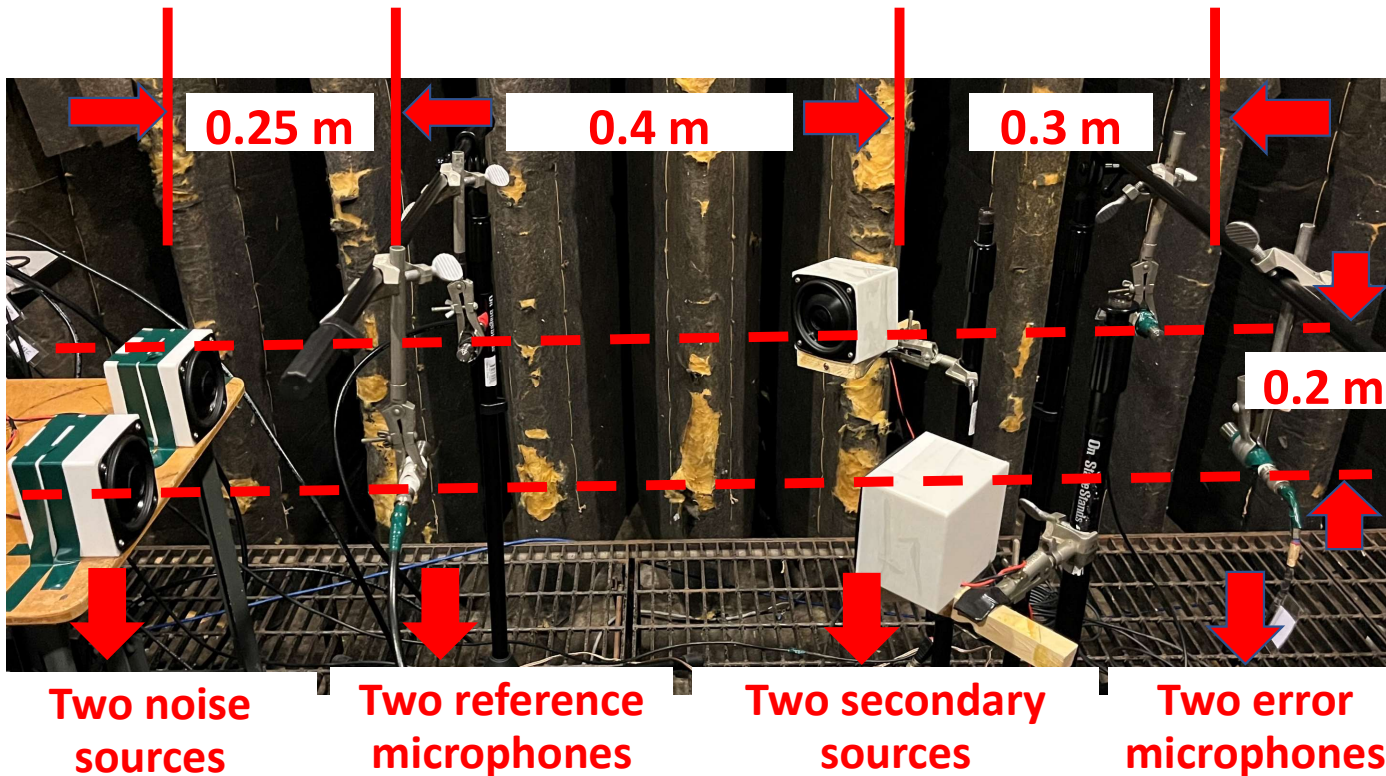 0.25 m
0.4 m
0.3 m
0.2 m
On Stage Stands
Two noise
sources
Two reference
microphones
Two secondary
sources
Two error
microphones